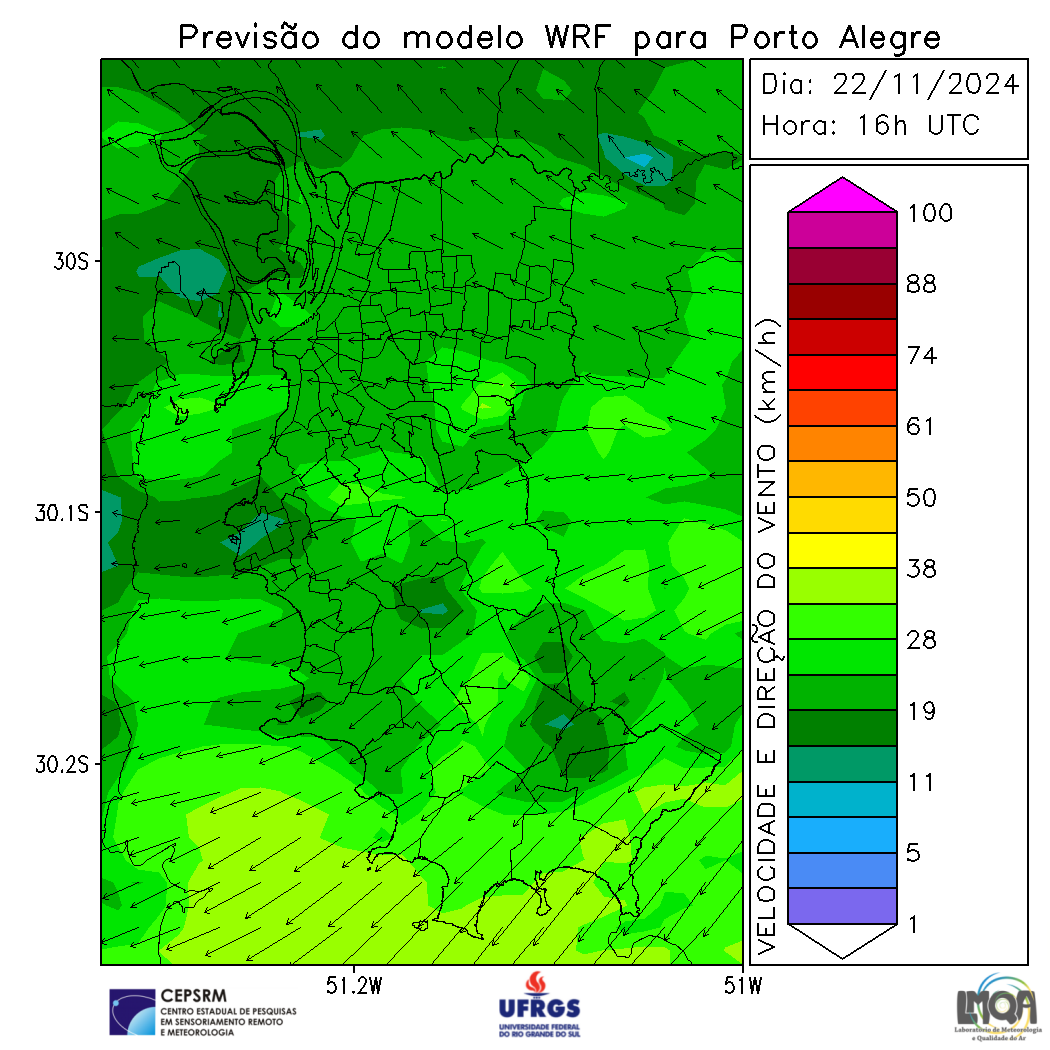 Previsão do modelo WRF para Porto Alegre
Dia: 22/11/2024
Hora: 16h UTC
30S
30.1S
30.2S
51.2W
51W
VELOCIDADE E DIREÇÃO DO VENTO (km/h)
100
88
74
61
50
38
28
19
11
5
1
CEPSRM
CENTRO ESTADUAL DE PESQUISAS
EM SENSORIAMENTO REMOTO
E METEOROLOGIA
UFRGS
UNIVERSIDADE FEDERAL
DO RIO GRANDE DO SUL
LMQA
Laboratório de Meteorologia
e Qualidade do Ar